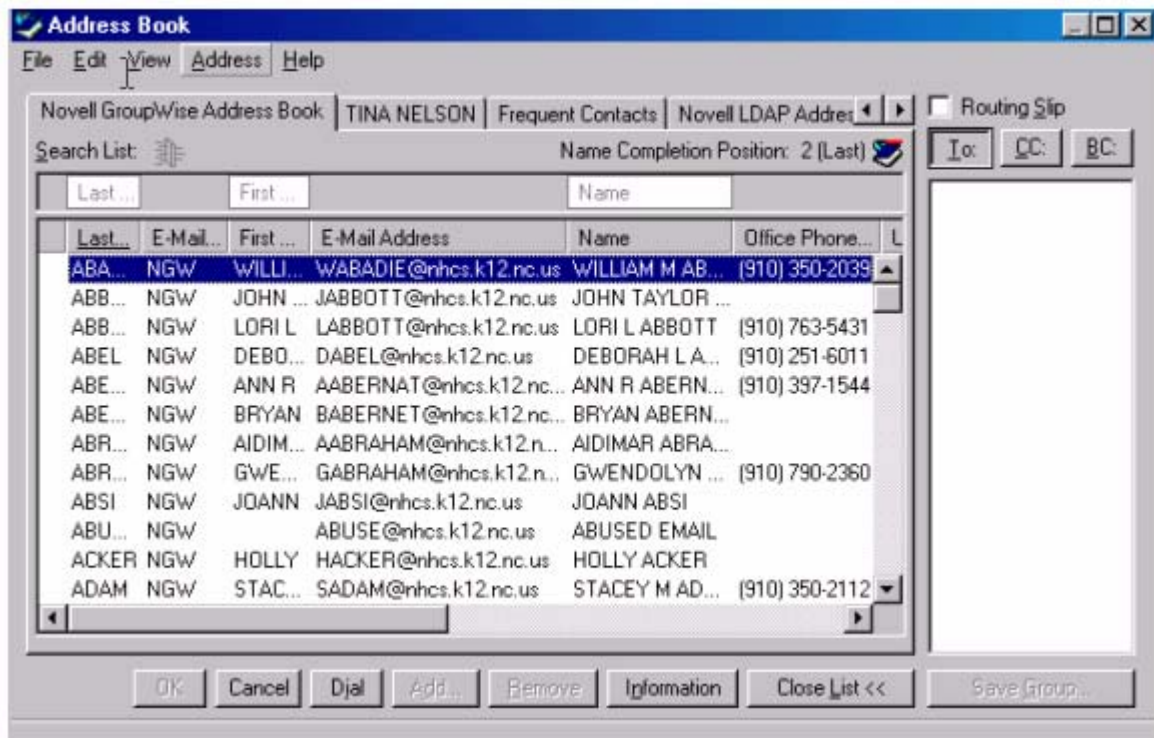 Address Book
File Edit View Address Help
Novell GroupWise Address Book TINA NELSON Frequent Contacts Novell LDAP Addres Routing Slip
Search List: Name Completion Position: 2 (Last) To: CC: BC:
Last ... First ... Name
Last... E-Mail... First ... E-Mail Address Name Office Phone... L
ABA... NGW WILLI... WABADIE@nhcs.k12.nc.us WILLIAM M AB... (910) 350-2039
ABB... NGW JOHN ... JABBOTT@nhcs.k12.nc.us JOHN TAYLOR ...
ABB... NGW LORI L LABBOTT@nhcs.k12.nc.us LORI L ABBOTT (910) 763-5431
ABEL NGW DEBO... DABEL@nhcs.k12.nc.us DEBORAH L A... (910) 251-6011
ABE... NGW ANN R AABERNAT@nhcs.k12.nc... ANN R ABERN... (910) 397-1544
ABE... NGW BRYAN BABERNET@nhcs.k12.nc... BRYAN ABERN...
ABR... NGW AIDIM... AABRAHAM@nhcs.k12.n... AIDIMAR ABRA...
ABR... NGW GWE... GABRAHAM@nhcs.k12.n... GWENDOLYN ... (910) 790-2360
ABSI NGW JOANN JABSI@nhcs.k12.nc.us JOANN ABSI
ABU... NGW ABUSE@nhcs.k12.nc.us ABUSED EMAIL
ACKER NGW HOLLY HACKER@nhcs.k12.nc.us HOLLY ACKER
ADAM NGW STAC... SADAM@nhcs.k12.nc.us STACEY M AD... (910) 350-2112
OK Cancel Dial Add... Remove Information Close List << Save Group...